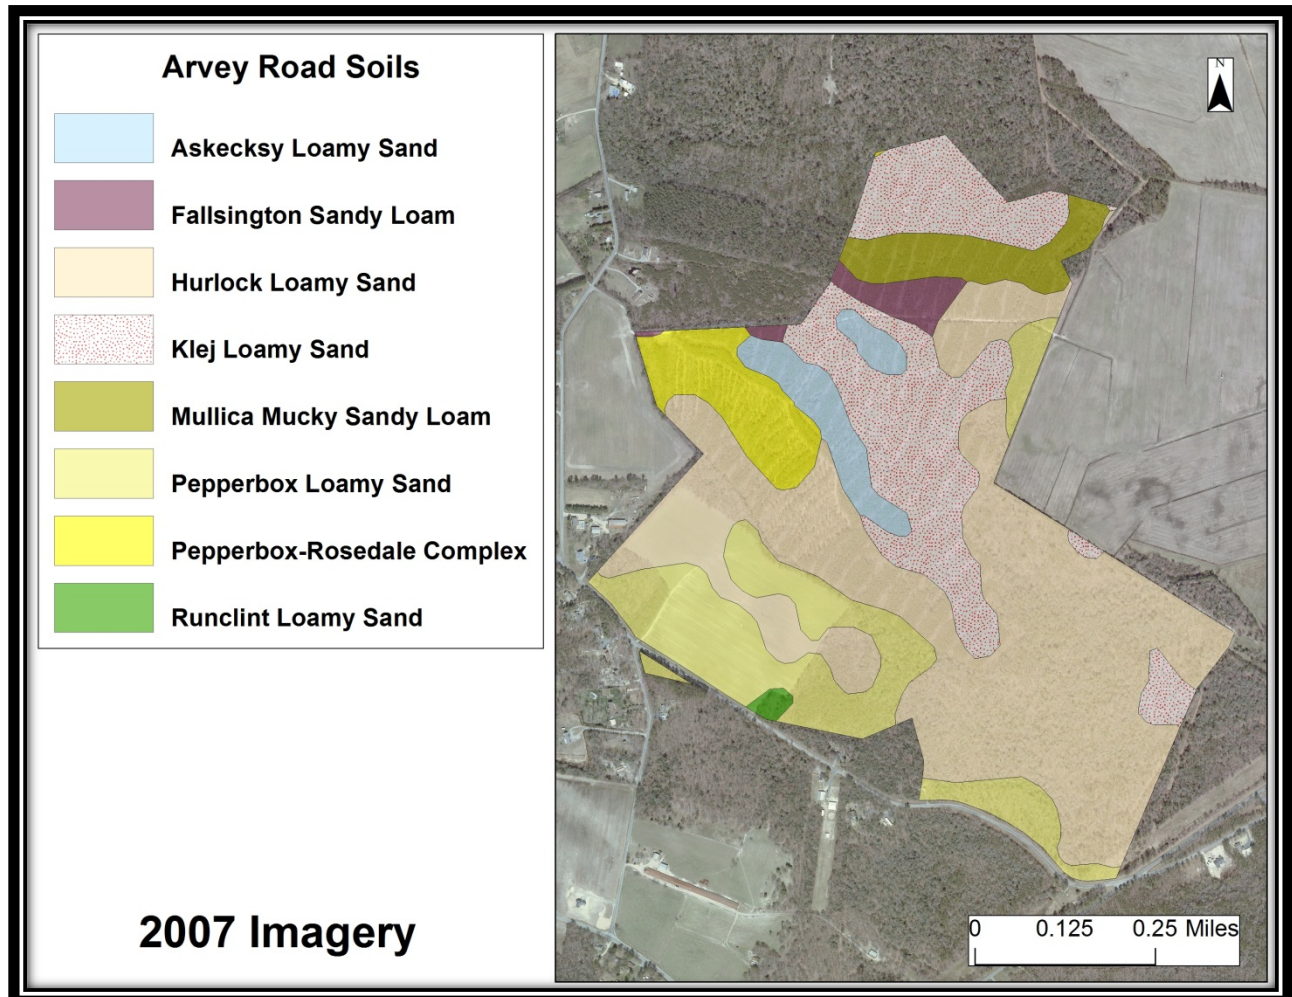 Arvey Road Soils
Askecksy Loamy Sand
Fallsington Sandy Loam
Hurlock Loamy Sand
Klej Loamy Sand
Mullica Mucky Sandy Loam
Pepperbox Loamy Sand
Pepperbox-Rosedale Complex
Runclint Loamy Sand
2007 Imagery
N
0 0.125 0.25 Miles